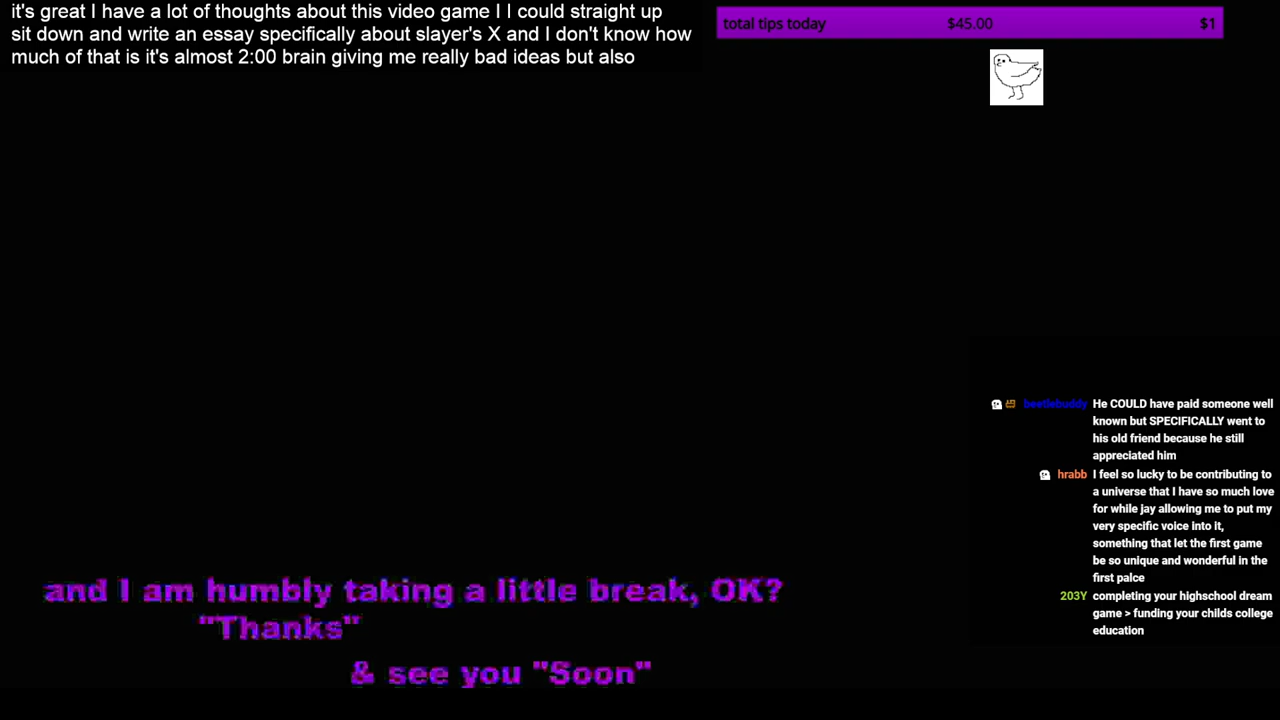 it's great I have a lot of thoughts about this video game I I could straight up
sit down and write an essay specifically about slayer's X and I don't know how
much of that is it's almost 2:00 brain giving me really bad ideas but also
total tips today $45.00 $1
beetlebuddy He COULD have paid someone well
known but SPECIFICALLY went to
his old friend because he still
appreciated him
hrabb I feel so lucky to be contributing to
a universe that I have so much love
for while jay allowing me to put my
very specific voice into it,
something that let the first game
be so unique and wonderful in the
first palce
203Y completing your highschool dream
game > funding your childs college
education
and I am humbly taking a little break, OK?
"Thanks"
& see you "Soon"